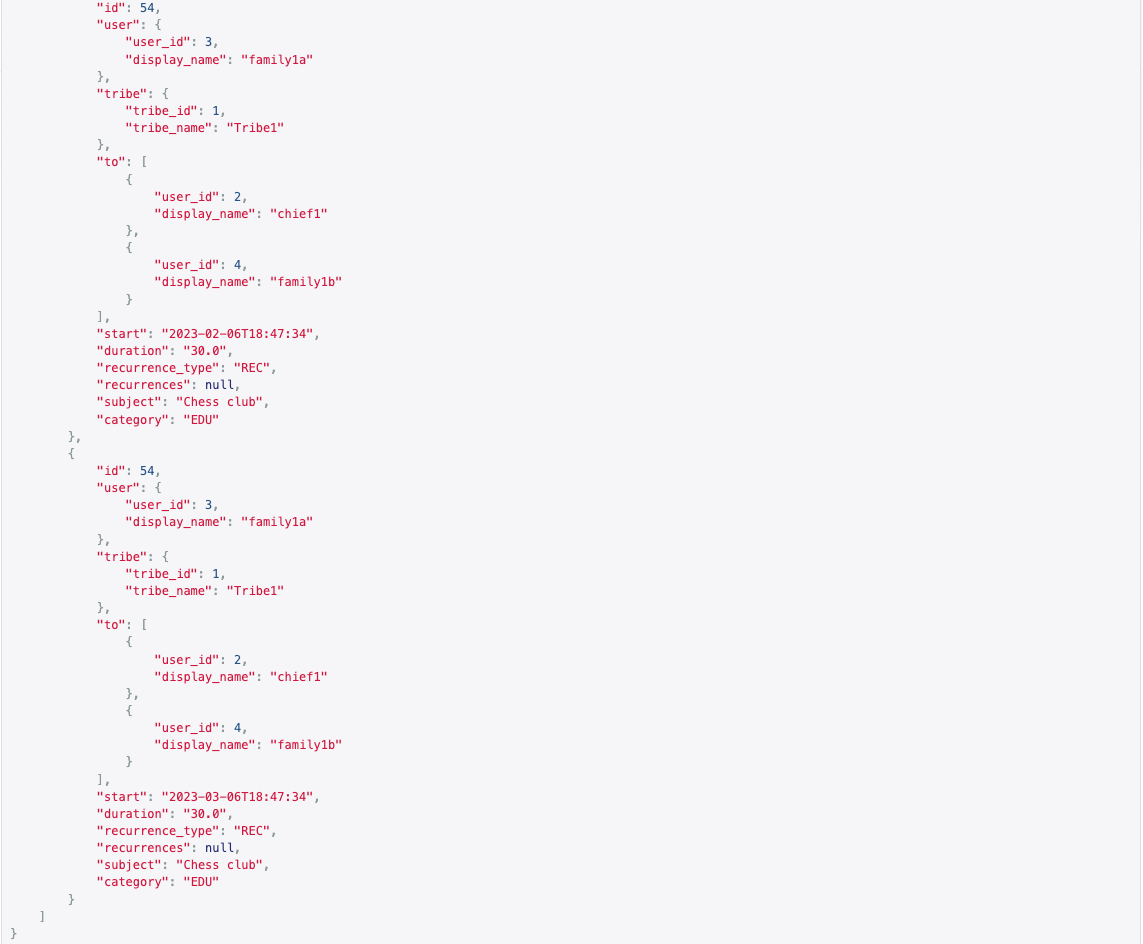 "id": 54,
"user": {
"user_id": 3,
"display_name": "family1a"
},
"tribe": {
"tribe_id": 1,
"tribe_name": "Tribe1"
},
"to": [
{
"user_id": 2,
"display_name": "chief1"
},
{
"user_id": 4,
"display_name": "family1b"
}
],
"start": "2023-02-06T18:47:34",
"duration": "30.0",
"recurrence_type": "REC",
"recurrences": null,
"subject": "Chess club",
"category": "EDU"
},
{
"id": 54,
"user": {
"user_id": 3,
"display_name": "family1a"
},
"tribe": {
"tribe_id": 1,
"tribe_name": "Tribe1"
},
"to": [
{
"user_id": 2,
"display_name": "chief1"
},
{
"user_id": 4,
"display_name": "family1b"
}
],
"start": "2023-03-06T18:47:34",
"duration": "30.0",
"recurrence_type": "REC",
"recurrences": null,
"subject": "Chess club",
"category": "EDU"
}
]
}